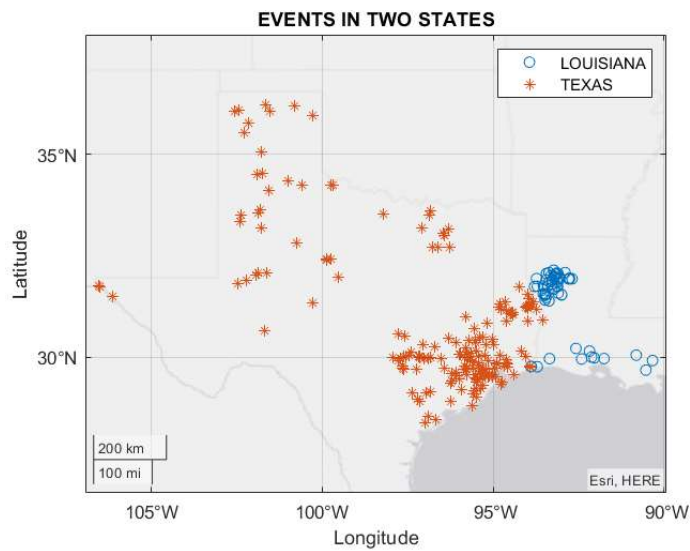 EVENTS IN TWO STATES
LOUISIANA
TEXAS
35°N
30°N
Latitude
200 km
100 mi
Esri, HERE
105°W
100°W
95°W
90°W
Longitude